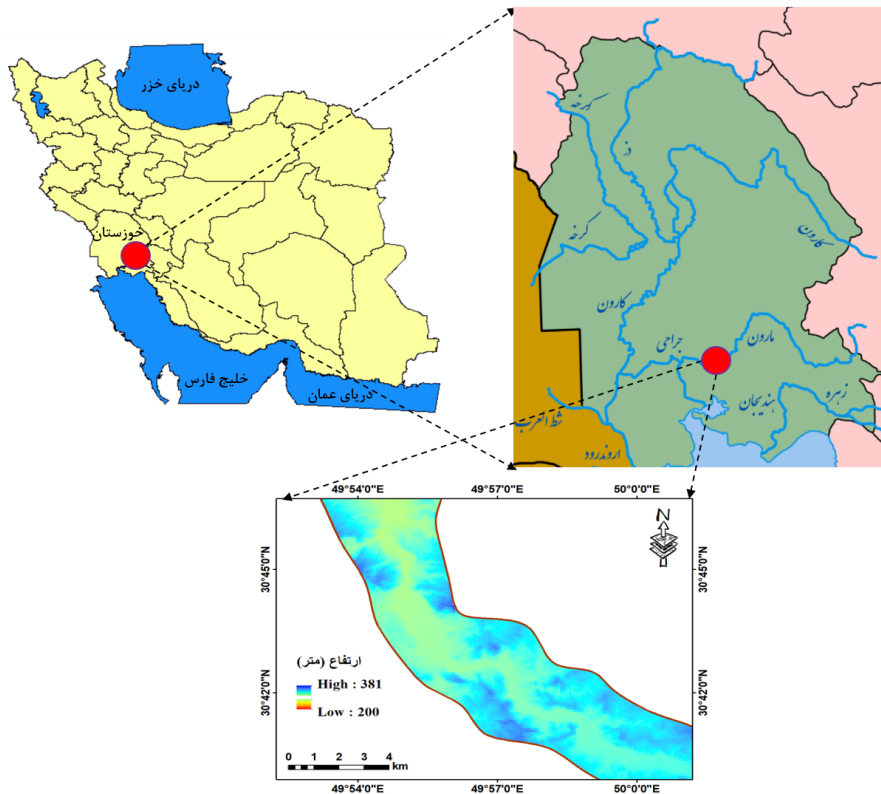 دریای خزر
خوزستان
خلیج فارس
دریای عمان
کرخه
دز
کرخه
کارون
کارون
جراحی
مارون
هندیجان
زهره
شط العرب
اروندرود
49°54'0"E
49°57'0"E
50°0'0"E
N
30°45'0"N
30°45'0"N
ارتفاع (متر)
High : 381
Low : 200
30°42'0"N
30°42'0"N
0 1 2 3 4
km
49°54'0"E
49°57'0"E
50°0'0"E